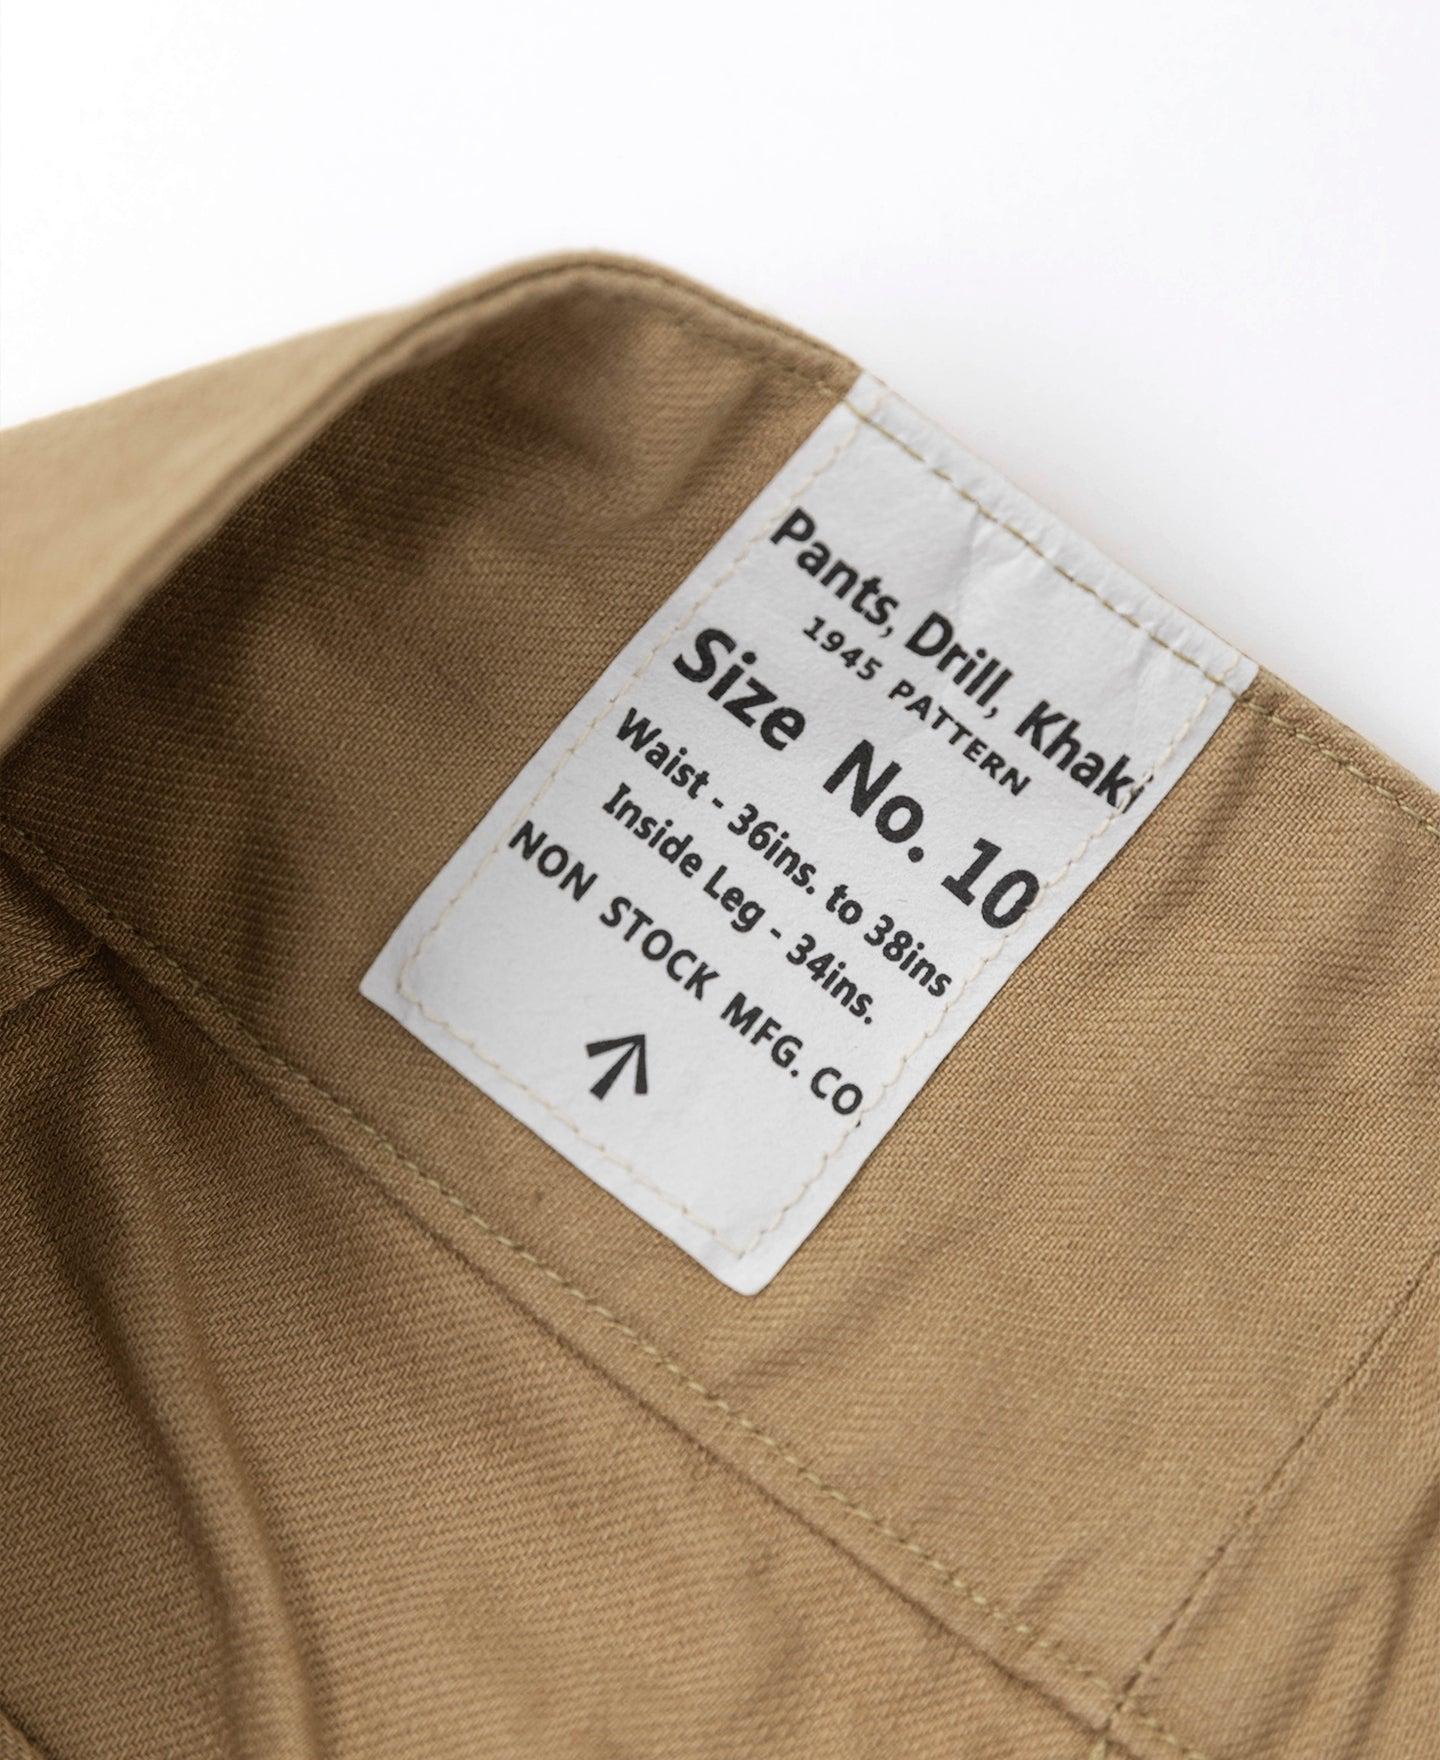 Pants, Drill, Khaki
1945 PATTERN
Size No. 10
Waist - 36ins. to 38ins
Inside Leg - 34ins.
NON STOCK MFG. CO.